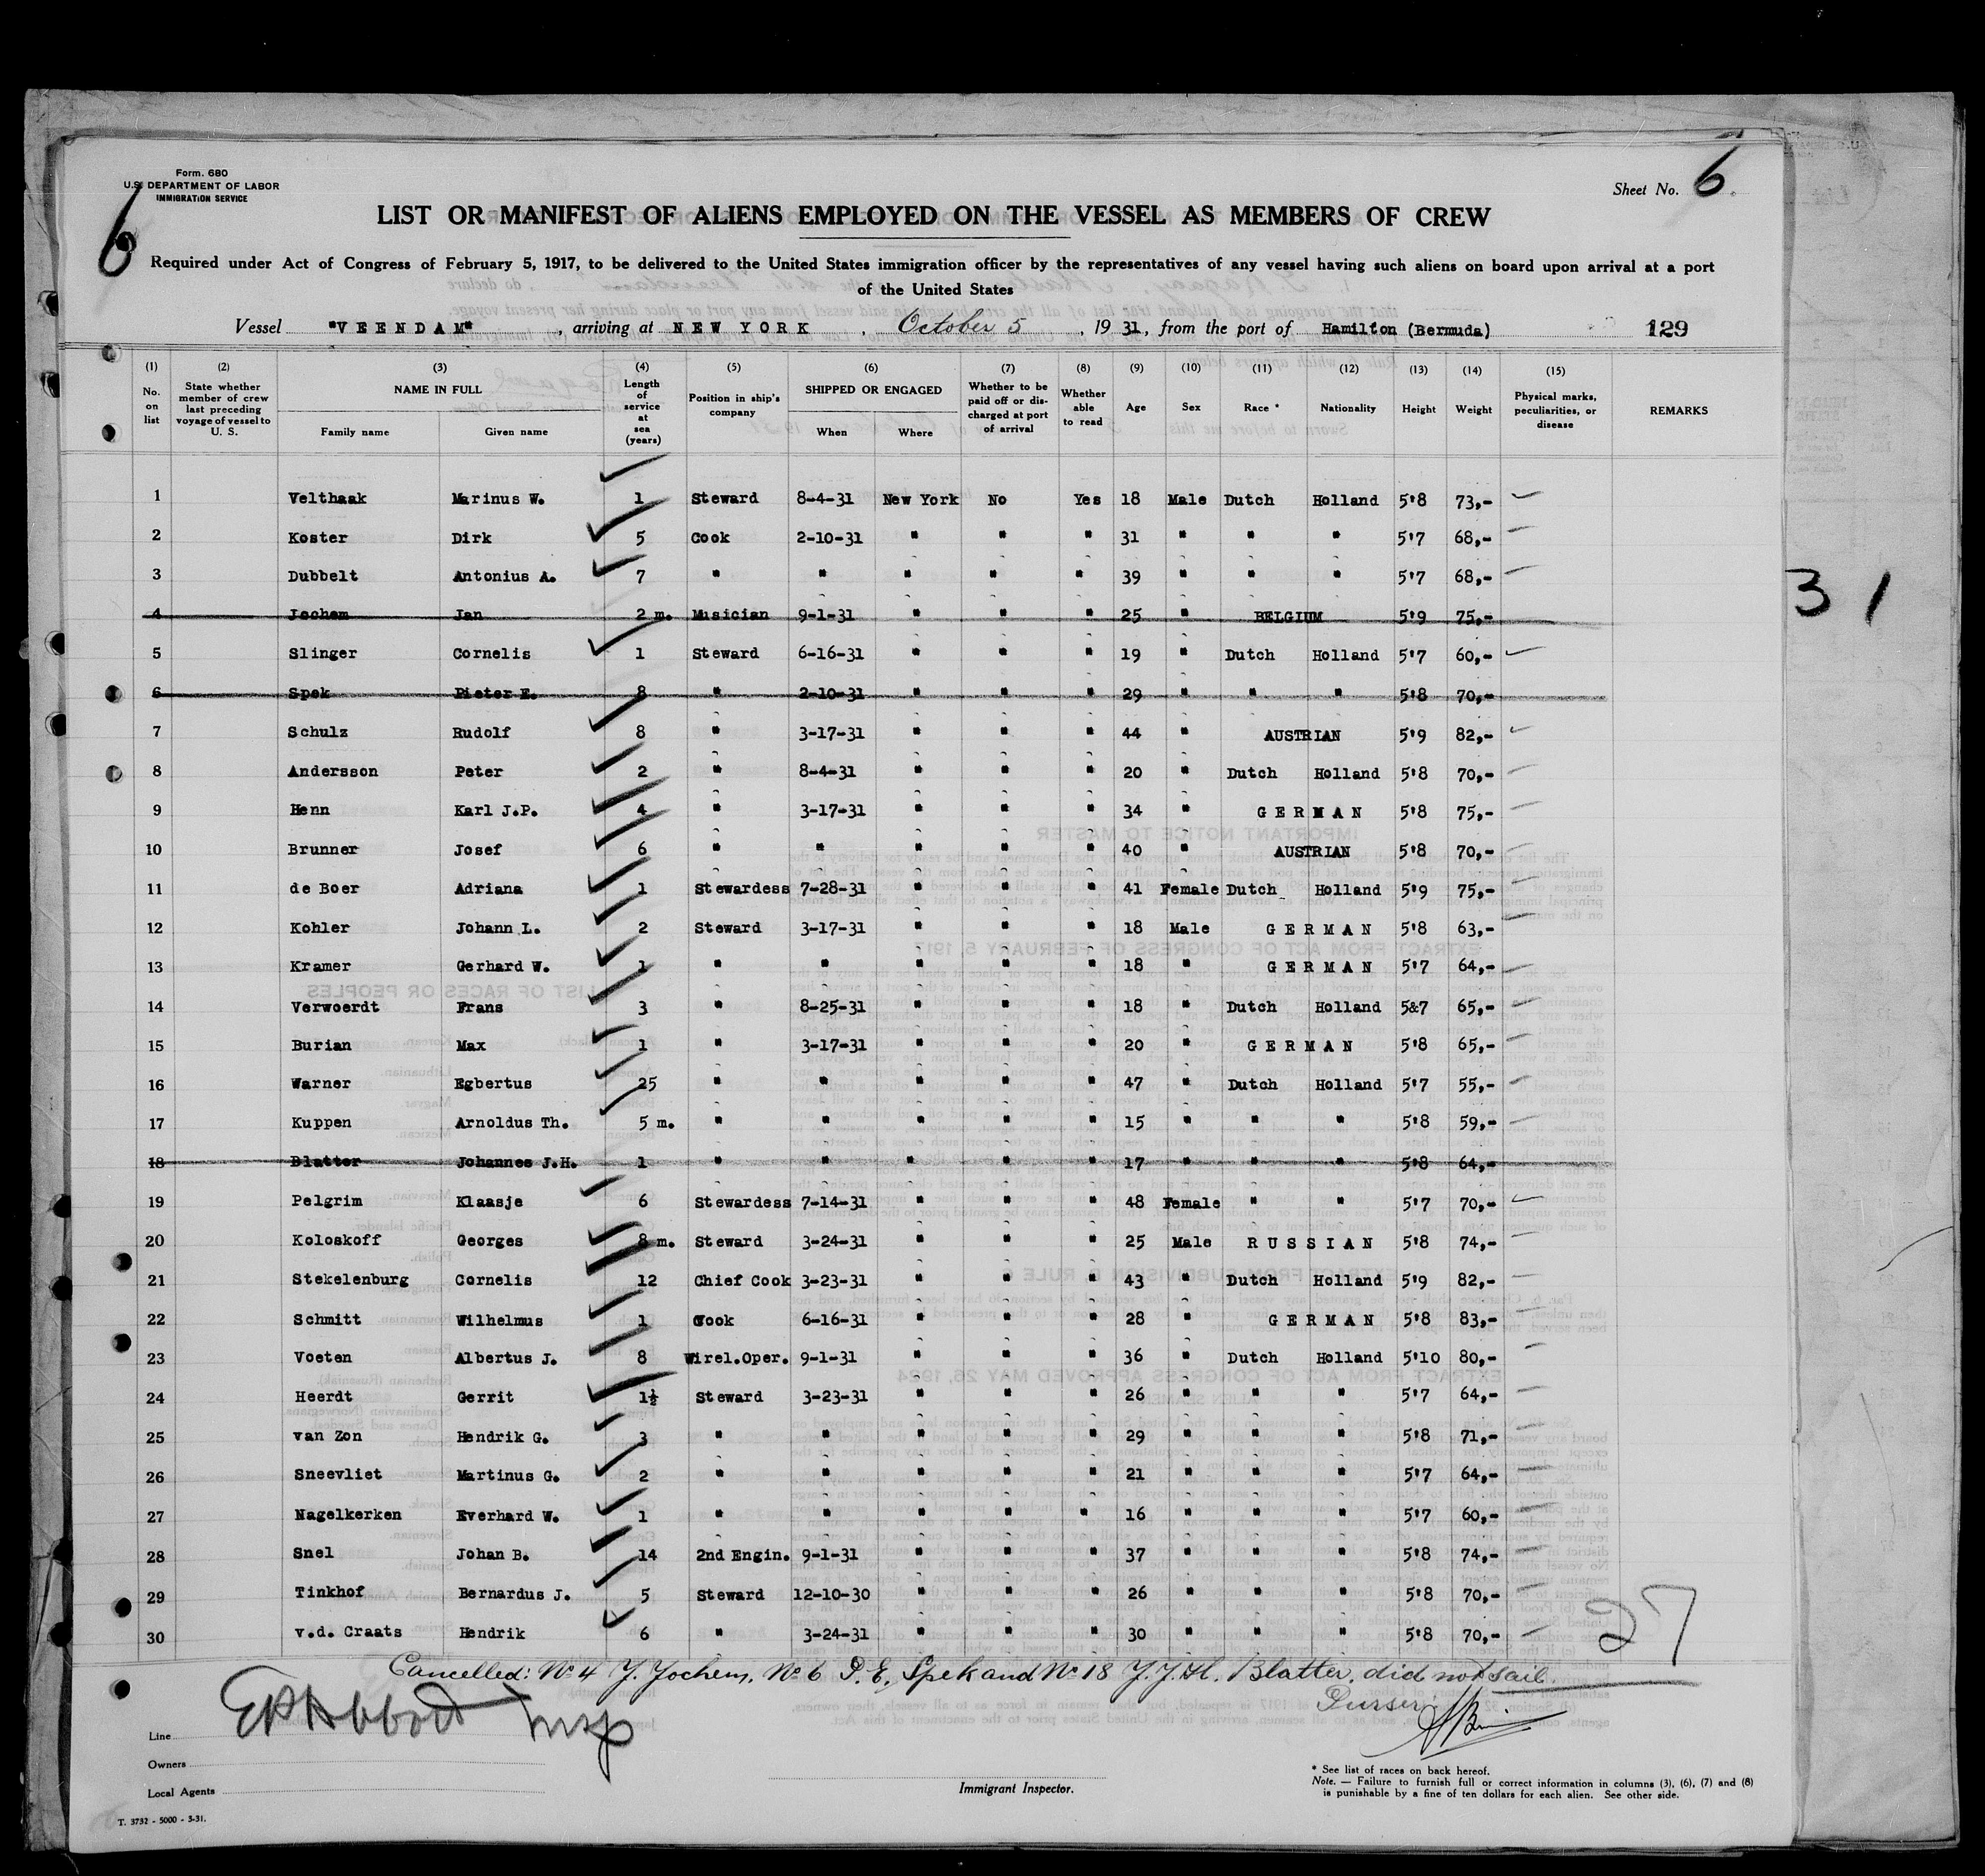 Form. 680
U.S. DEPARTMENT OF LABOR
IMMIGRATION SERVICE
6
Sheet No. 6.
LIST OR MANIFEST OF ALIENS EMPLOYED ON THE VESSEL AS MEMBERS OF CREW
Required under Act of Congress of February 5, 1917, to be delivered to the United States immigration officer by the representatives of any vessel having such aliens on board upon arrival at a port
of the United States
Vessel "VEENDAM", arriving at NEW YORK, October 5, 1931, from the port of Hamilton (Bermuda) 129
(1) No. on list (2) State whether member of crew last preceding voyage of vessel to U. S. (3) NAME IN FULL Family name Given name (4) Length of service at sea (years) (5) Position in ship's company (6) SHIPPED OR ENGAGED When Where (7) Whether to be paid off or discharged at port of arrival (8) Whether able to read (9) Age (10) Sex (11) Race * (12) Nationality (13) Height (14) Weight (15) Physical marks, peculiarities, or disease REMARKS
1 Velthaak Marinus W. 1 Steward 8-4-31 New York No Yes 18 Male Dutch Holland 5'8 73,-
2 Koster Dirk 5 Cook 2-10-31 " " " 31 " " " 5'7 68,-
3 Dubbelt Antonius A. 7 " " " " " 39 " " " 5'7 68,-
4 Jochem Jan 2 m. Musician 9-1-31 " " " 25 " BELGIUM 5'9 75,-
5 Slinger Cornelis 1 Steward 6-16-31 " " " 19 " Dutch Holland 5'7 60,-
6 Spek Pieter E. 8 " 2-10-31 " " " 29 " " " 5'8 70,-
7 Schulz Rudolf 8 " 3-17-31 " " " 44 " AUSTRIAN 5'9 82,-
8 Andersson Peter 2 " 8-4-31 " " " 20 " Dutch Holland 5'8 70,-
9 Henn Karl J.P. 4 " 3-17-31 " " " 34 " GERMAN 5'8 75,-
10 Brunner Josef 6 " " " " " 40 " AUSTRIAN 5'8 70,-
11 de Boer Adriana 1 Stewardess 7-28-31 " " " 41 Female Dutch Holland 5'9 75,-
12 Kohler Johann L. 2 Steward 3-17-31 " " " 18 Male GERMAN 5'8 63,-
13 Kramer Gerhard W. 1 " " " " " 18 " GERMAN 5'7 64,-
14 Verwoerdt Frans 3 " 8-25-31 " " " 18 " Dutch Holland 5&7 65,-
15 Burian Max 1 " 3-17-31 " " " 20 " GERMAN 5'8 65,-
16 Warner Egbertus 25 " " " " " 47 " Dutch Holland 5'7 55,-
17 Kuppen Arnoldus Th. 5 m. " " " " " 15 " " " 5'8 59,-
18 Blatter Johannes J.H. 1 " " " " " 17 " " " 5'8 64,-
19 Pelgrim Klaasje 6 Stewardess 7-14-31 " " " 48 Female " " 5'7 70,-
20 Koloskoff Georges 8 m. Steward 3-24-31 " " " 25 Male RUSSIAN 5'8 74,-
21 Stekelenburg Cornelis 12 Chief Cook 3-23-31 " " " 43 " Dutch Holland 5'9 82,-
22 Schmitt Wilhelmus 1 Cook 6-16-31 " " " 28 " GERMAN 5'8 83,-
23 Voeten Albertus J. 8 Wirel.Oper. 9-1-31 " " " 36 " Dutch Holland 5'10 80,-
24 Heerdt Gerrit 1½ Steward 3-23-31 " " " 26 " " " 5'7 64,-
25 van Zon Hendrik G. 3 " " " " " 29 " " " 5'8 71,-
26 Sneevliet Martinus G. 2 " " " " " 21 " " " 5'7 64,-
27 Nagelkerken Everhard W. 1 " " " " " 16 " " " 5'7 60,-
28 Snel Johan B. 14 2nd Engin. 9-1-31 " " " 37 " " " 5'8 74,-
29 Tinkhof Bernardus J. 5 Steward 12-10-30 " " " 26 " " " 5'8 70,-
30 v.d. Craats Hendrik 6 " 3-24-31 " " " 30 " " " 5'8 70,-
31
27
Cancelled: No 4 J. Jochem, No 6 P. E. Spek and No 18 J. J. H. Blatter, did not sail.
Purser
Line
E A Abbott Insp
Owners
Local Agents
Immigrant Inspector.
* See list of races on back hereof.
Note. — Failure to furnish full or correct information in columns (3), (6), (7) and (8)
is punishable by a fine of ten dollars for each alien. See other side.
T. 3732 - 5000 - 3-31.